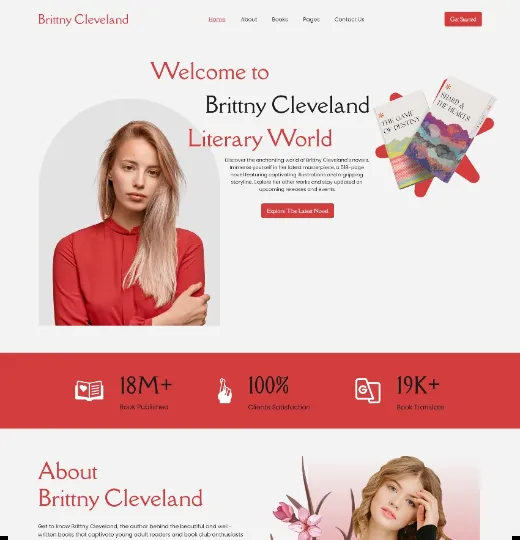 Brittny Cleveland
Home About Books Pages Contact Us
Get Started
Welcome to
Brittny Cleveland
Literary World
Discover the enchanting world of Brittny Cleveland's novels.
Immerse yourself in her latest masterpiece, a 518-page
novel featuring captivating illustrations and a gripping
storyline. Explore her other works and stay updated on
upcoming releases and events.
Explore The Latest Novel
THE GAME
OF DESTINY
SHARD &
THE HEARTS
18M+
Book Published
100%
Clients Satisfaction
G
19K+
Book Translate
About
Brittny Cleveland
Get to know Brittny Cleveland, the author behind the beautiful and well-
written books that captivate young adult readers and book club enthusiasts